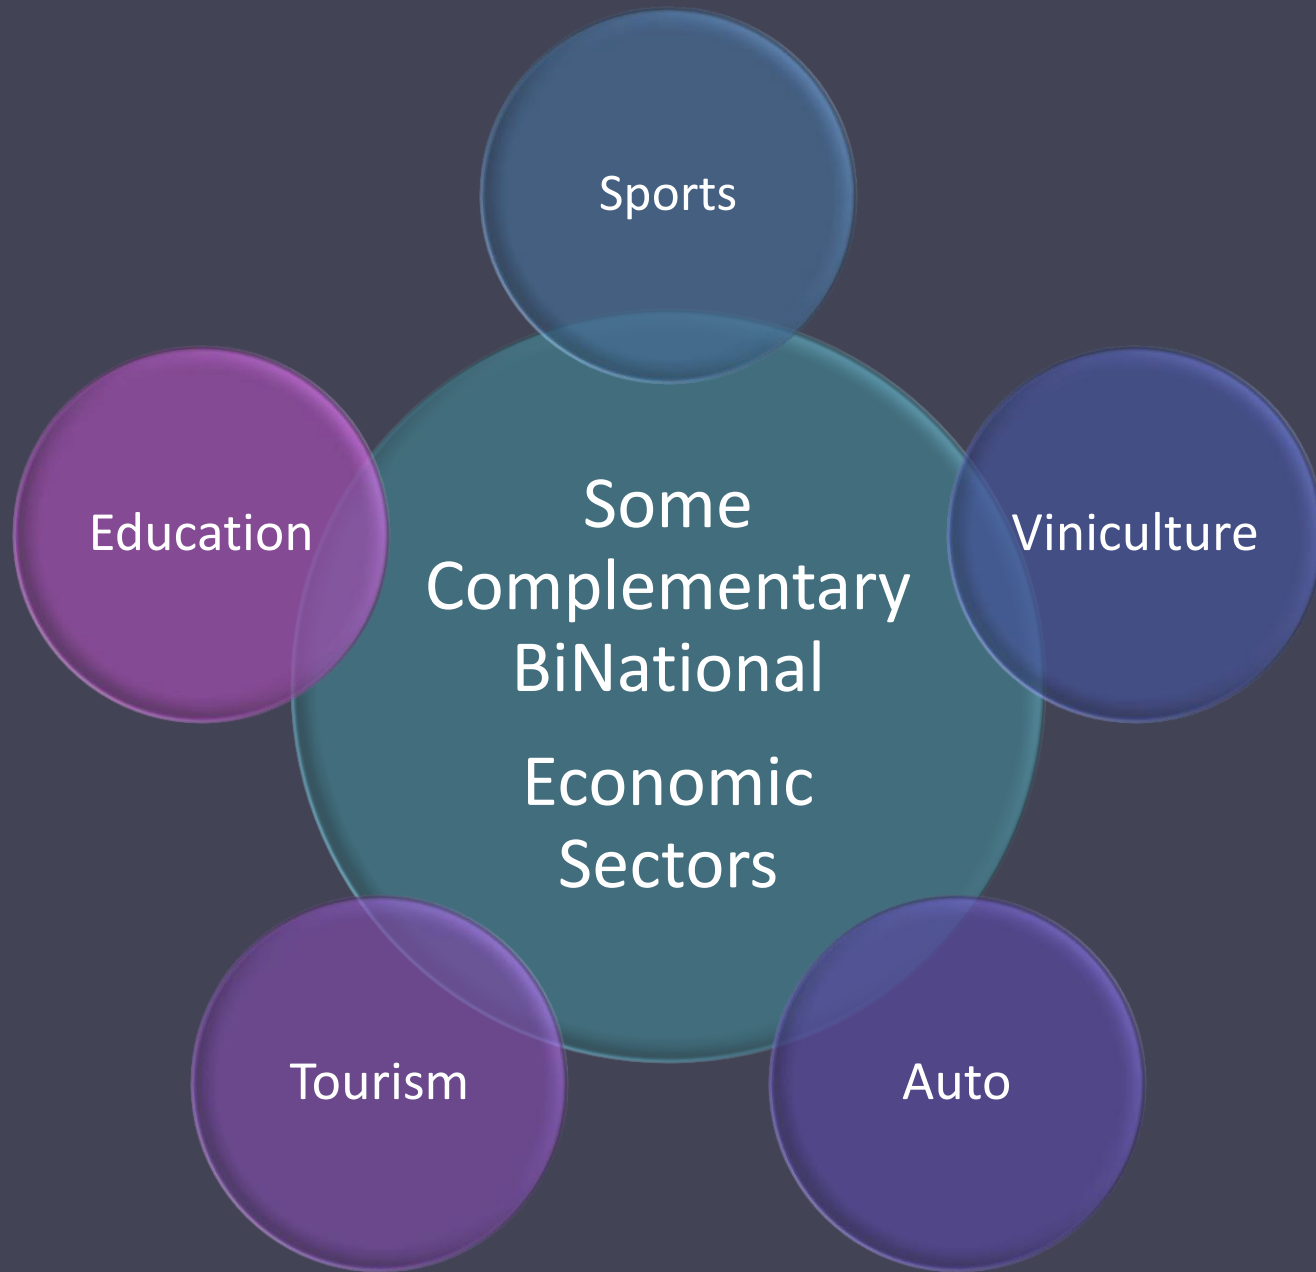 Sports
Some
Complementary
BiNational
Economic
Sectors
Viniculture
Auto
Tourism
Education